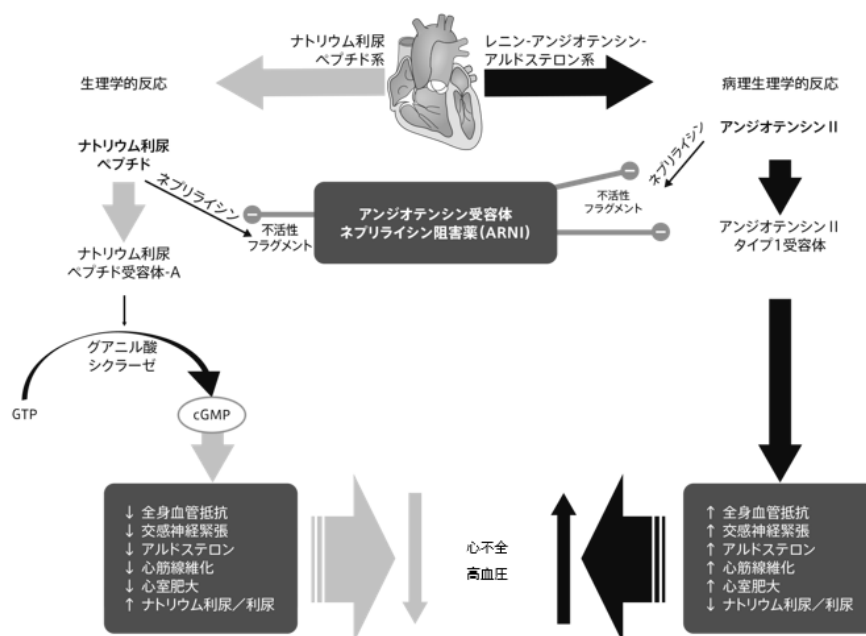 ナトリウム利尿
ペプチド系
レニン-アンジオテンシン-
アルドステロン系
生理学的反応
病理生理学的反応
ナトリウム利尿
ペプチド
ネプリライシン
アンジオテンシンⅡ
ネプリライシン
不活性
フラグメント
アンジオテンシン受容体
ネプリライシン阻害薬(ARNI)
不活性
フラグメント
アンジオテンシンⅡ
タイプ1受容体
ナトリウム利尿
ペプチド受容体-A
グアニル酸
シクラーゼ
GTP
cGMP
↓ 全身血管抵抗
↓ 交感神経緊張
↓ アルドステロン
↓ 心筋線維化
↓ 心室肥大
↑ ナトリウム利尿/利尿
心不全
高血圧
↑ 全身血管抵抗
↑ 交感神経緊張
↑ アルドステロン
↑ 心筋線維化
↑ 心室肥大
↓ ナトリウム利尿/利尿